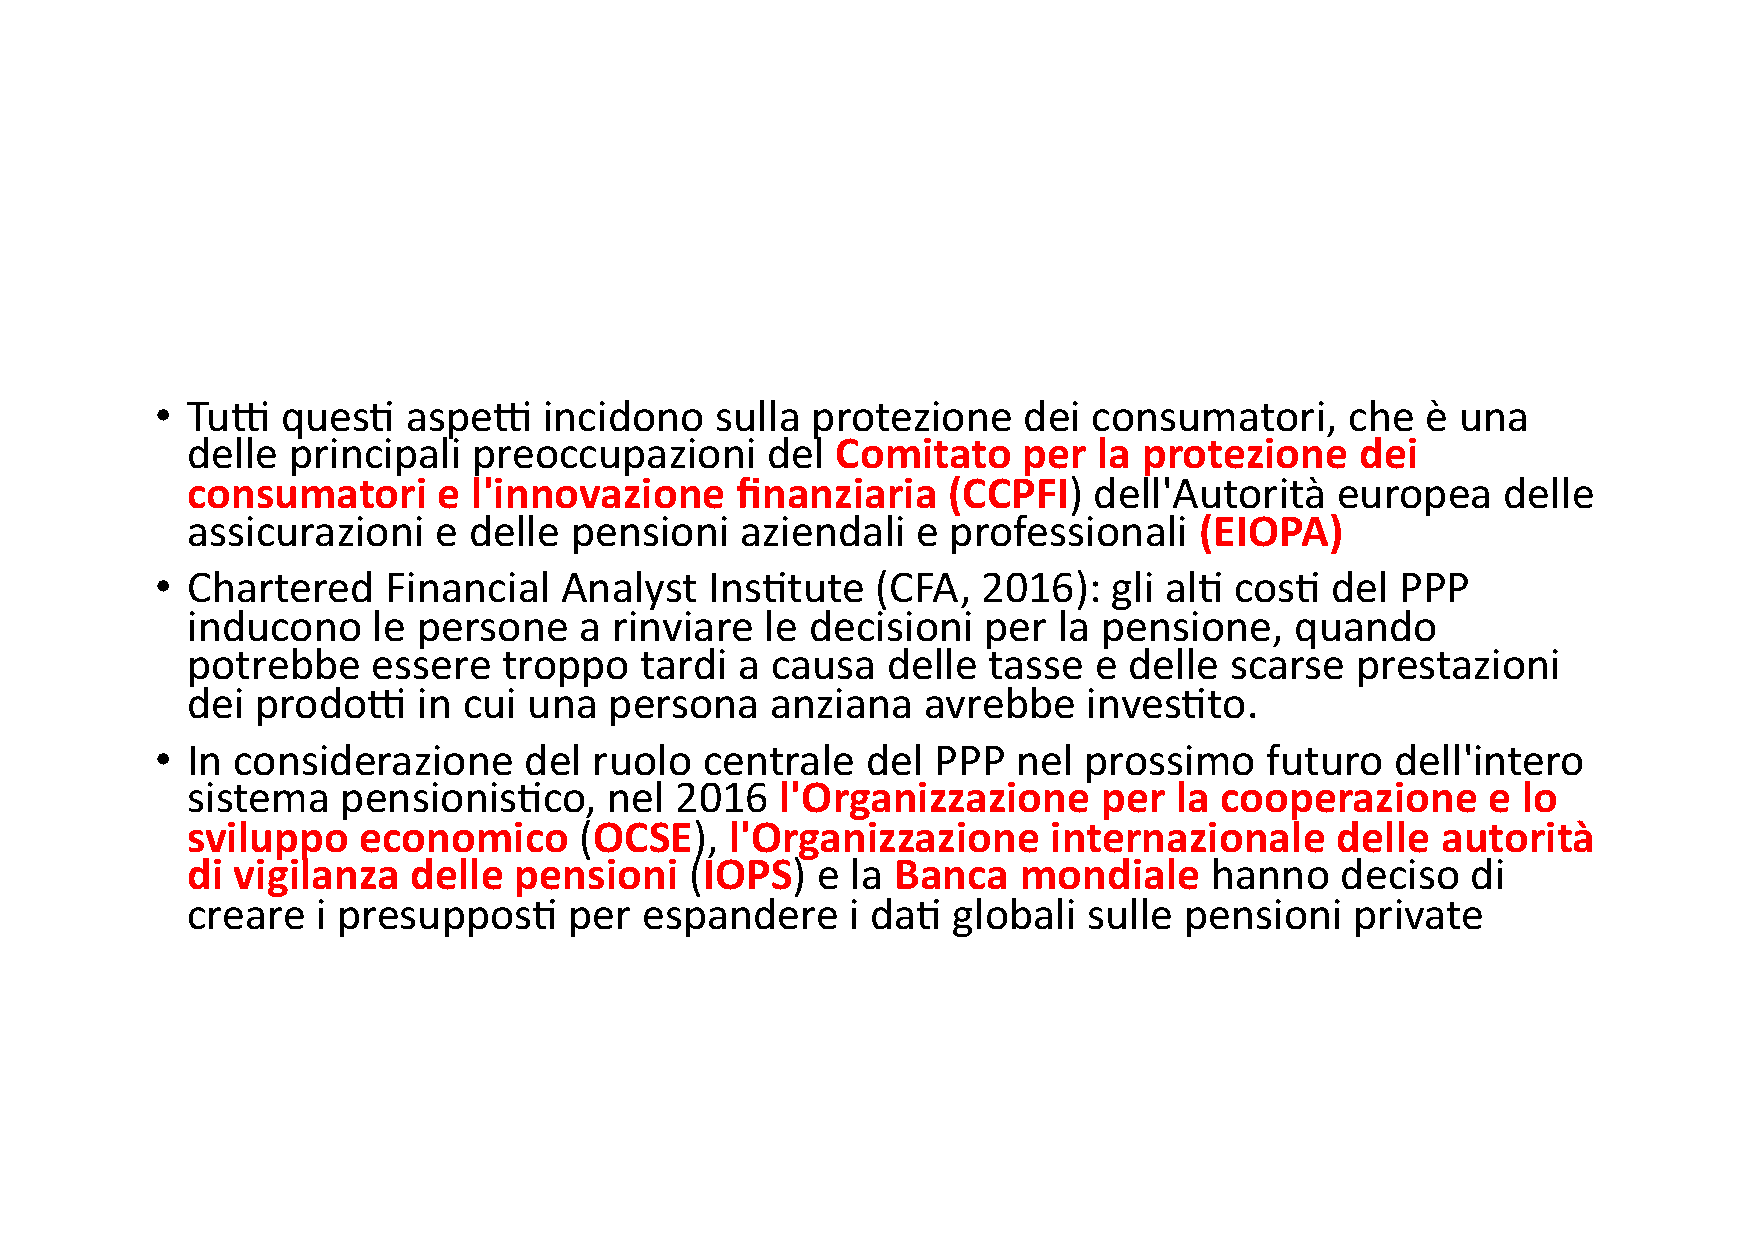 • Tutti questi aspetti incidono sulla protezione dei consumatori, che è una
delle principali preoccupazioni del Comitato per la protezione dei
consumatori e l'innovazione finanziaria (CCPFI) dell'Autorità europea delle
assicurazioni e delle pensioni aziendali e professionali (EIOPA)
• Chartered Financial Analyst Institute (CFA, 2016): gli alti costi del PPP
inducono le persone a rinviare le decisioni per la pensione, quando
potrebbe essere troppo tardi a causa delle tasse e delle scarse prestazioni
dei prodotti in cui una persona anziana avrebbe investito.
• In considerazione del ruolo centrale del PPP nel prossimo futuro dell'intero
sistema pensionistico, nel 2016 l'Organizzazione per la cooperazione e lo
sviluppo economico (OCSE), l'Organizzazione internazionale delle autorità
di vigilanza delle pensioni (IOPS) e la Banca mondiale hanno deciso di
creare i presupposti per espandere i dati globali sulle pensioni private